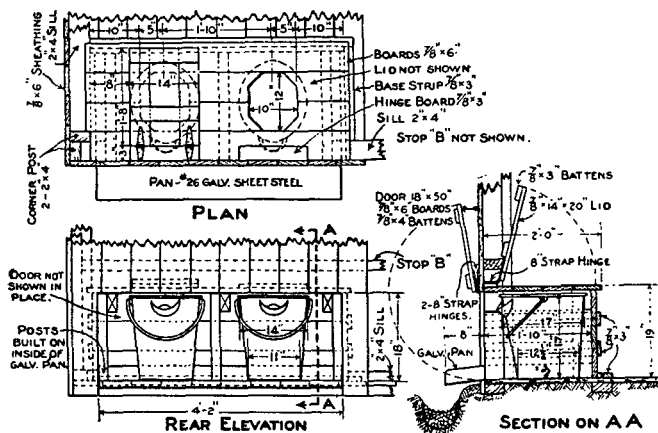 10" 5" 1'-10" 5" 10"
7/8"×6" SHEATHING
2"×4" SILL
8" 14"
1'-8"
3"
12"
10"
BOARDS 7/8"×6"
LID NOT SHOWN
BASE STRIP 7/8"×3"
HINGE BOARD 7/8"×3"
SILL 2"×4"
STOP "B" NOT SHOWN.
CORNER POST
2-2"×4"
PAN-#26 GALV. SHEET STEEL
PLAN
A
STOP "B"
DOOR NOT
SHOWN IN
PLACE
POSTS
BUILT ON
INSIDE OF
GALV. PAN.
3
14"
11"
2"×4" SILL
18"
4'-2"
A
REAR ELEVATION
7/8"×3" BATTENS
DOOR 18"×50"
7/8"×6" BOARDS
7/8"×4" BATTENS
7/8"×14"×20" LID
2'-0"
8" STRAP HINGE
2-8" STRAP
HINGES.
8
GALV. PAN
17"
1'-10"
12"
7/8"×3"
19"
SECTION ON A A